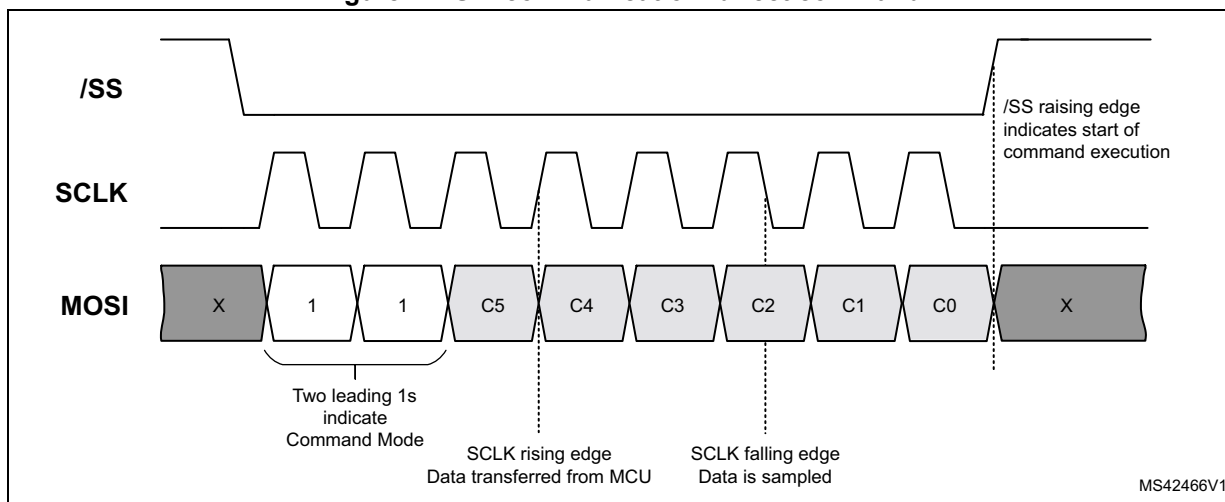 /SS
/SS raising edge
indicates start of
command execution
SCLK
MOSI
X 1 1 C5 C4 C3 C2 C1 C0 X
Two leading 1s
indicate
Command Mode
SCLK rising edge
Data transferred from MCU
SCLK falling edge
Data is sampled
MS42466V1